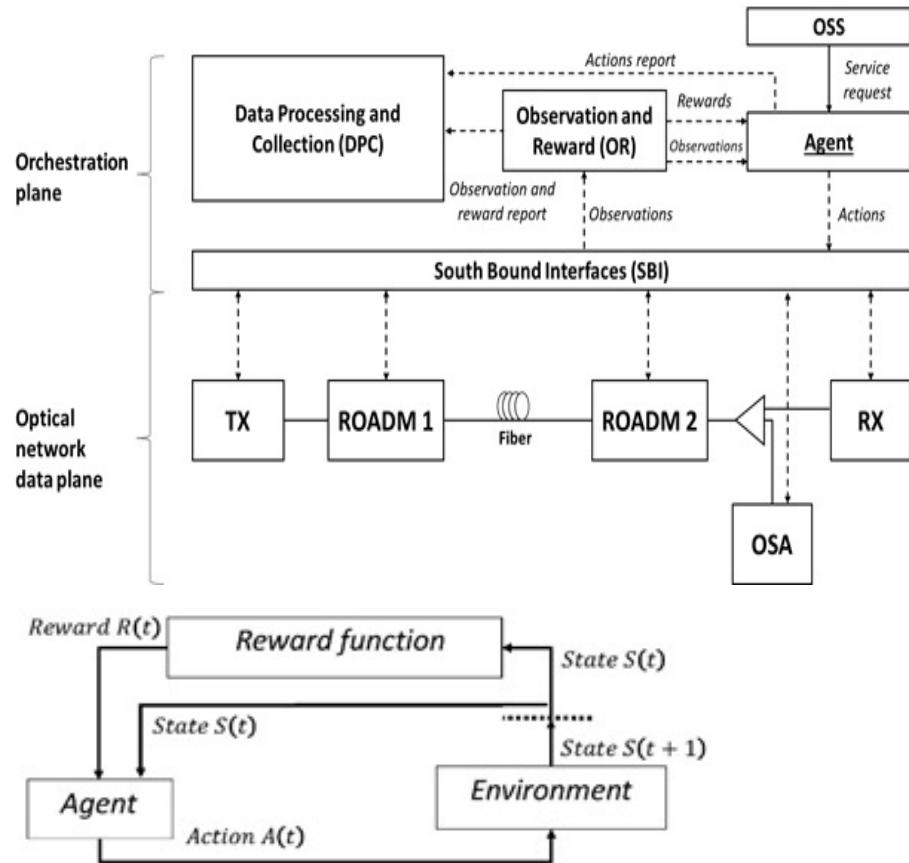 OSS
Actions report
Service
request
Data Processing and
Collection (DPC)
Observation and
Reward (OR)
Rewards
Observations
Agent
Orchestration
plane
Observation and
reward report
Observations
Actions
South Bound Interfaces (SBI)
Optical
network
data plane
TX
ROADM 1
Fiber
ROADM 2
RX
OSA
Reward R(t)
Reward function
State S(t)
State S(t)
State S(t + 1)
Agent
Environment
Action A(t)